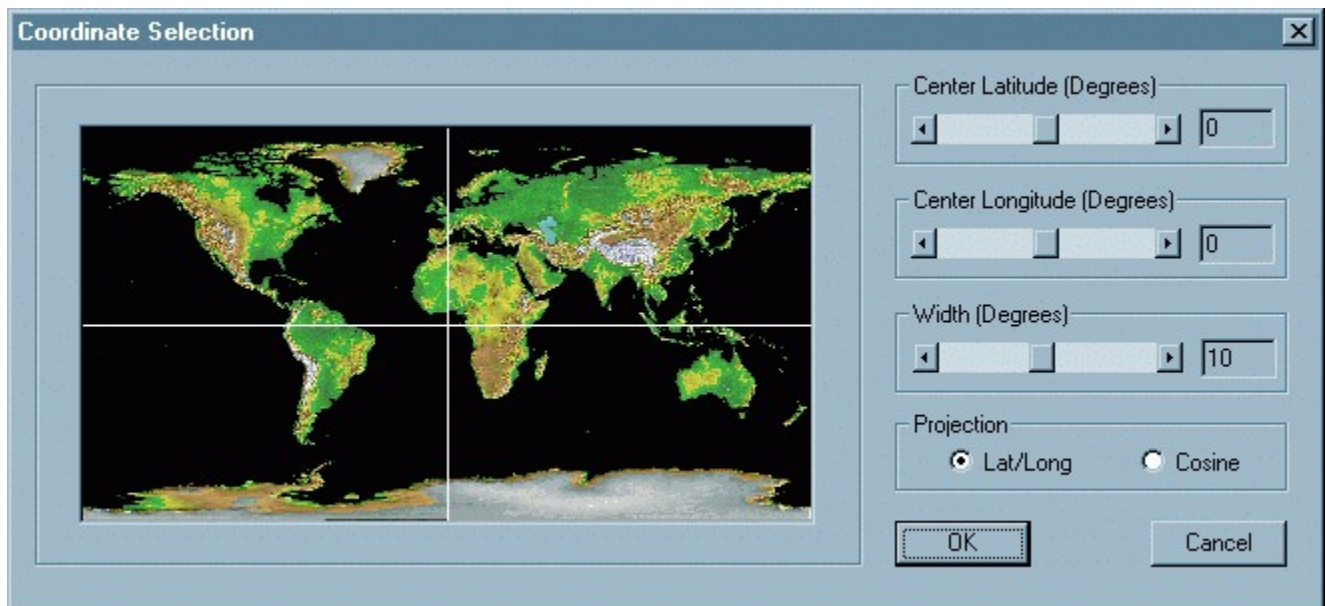 Coordinate Selection
Center Latitude (Degrees)
0
Center Longitude (Degrees)
0
Width (Degrees)
10
Projection
Lat/Long
Cosine
OK
Cancel